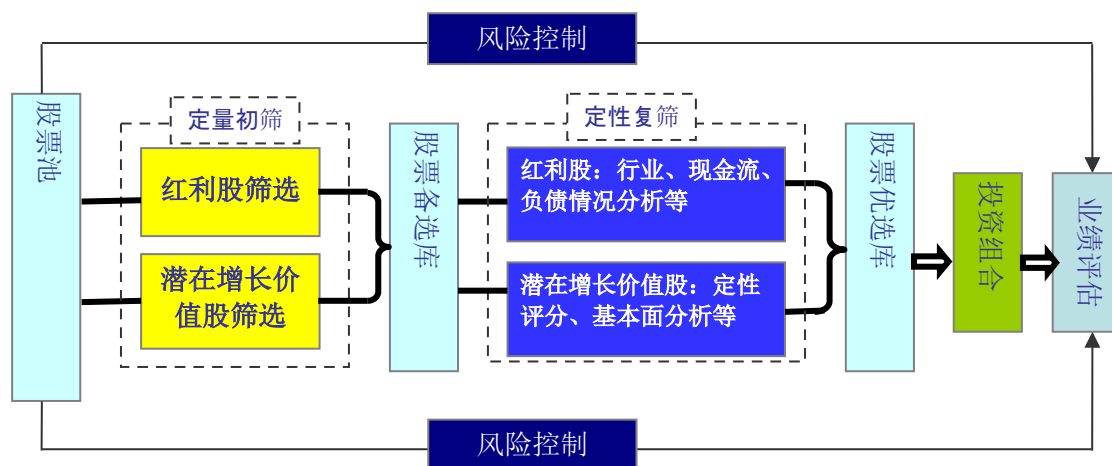 风险控制
股票池
定量初筛
红利股筛选
潜在增长价
值股筛选
股票备选库
定性复筛
红利股：行业、现金流、
负债情况分析等
潜在增长价值股：定性
评分、基本面分析等
股票优选库
投资组合
业绩评估
风险控制